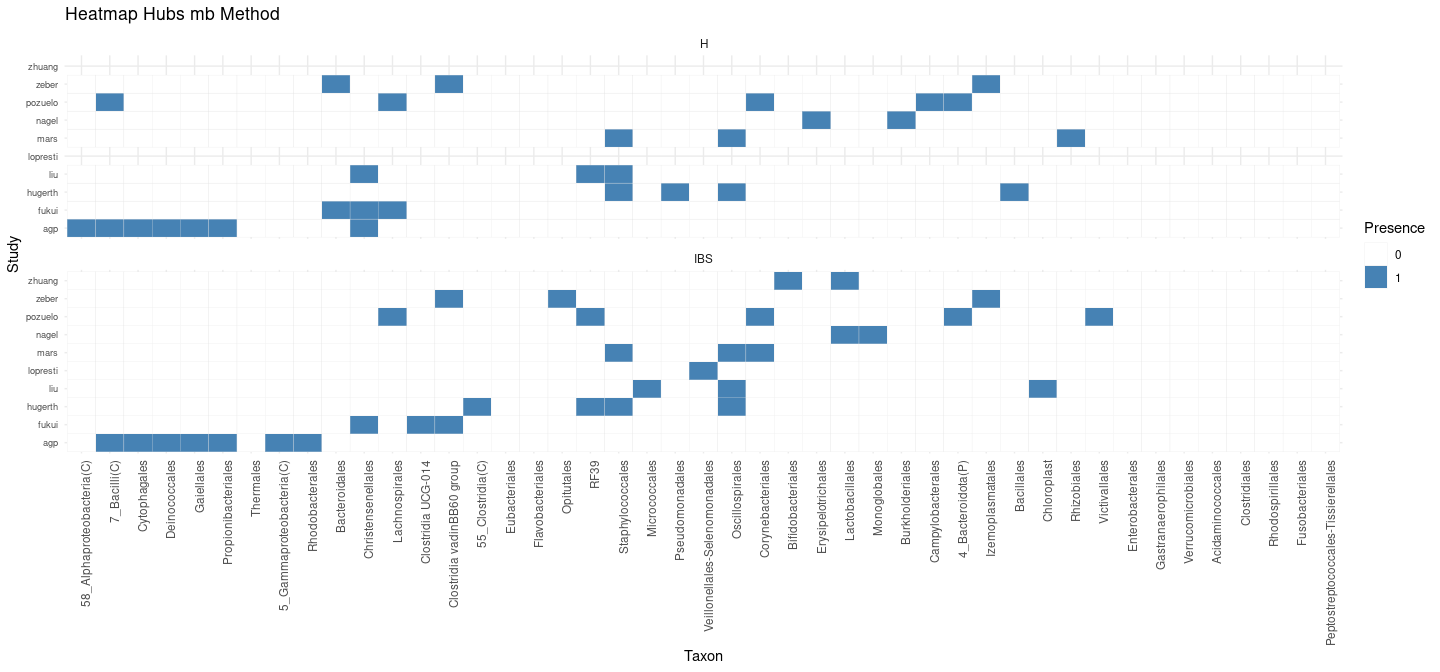 Heatmap Hubs mb Method
H
zhuang
zeber
pozuelo
nagel
mars
lopresti
liu
hugerth
fukui
agp
Study
IBS
zhuang
zeber
pozuelo
nagel
mars
lopresti
liu
hugerth
fukui
agp
58_Alphaproteobacteria(C)
7_Bacilli(C)
Cytophagales
Deinococcales
Gaiellales
Propionibacteriales
Thermales
5_Gammaproteobacteria(C)
Rhodobacterales
Bacteroidales
Christensenellales
Lachnospirales
Clostridia UCG-014
Clostridia vadinBB60 group
55_Clostridia(C)
Eubacteriales
Flavobacteriales
Opitutales
RF39
Staphylococcales
Micrococcales
Pseudomonadales
Veillonellales-Selenomonadales
Oscillospirales
Corynebacteriales
Bifidobacteriales
Erysipelotrichales
Lactobacillales
Monoglobales
Burkholderiales
Campylobacterales
4_Bacteroidota(P)
Izemoplasmatales
Bacillales
Chloroplast
Rhizobiales
Victivallales
Enterobacterales
Gastranaerophilales
Verrucomicrobiales
Acidaminococcales
Clostridiales
Rhodospirillales
Fusobacteriales
Peptostreptococcales-Tissierellales
Taxon
Presence
0
1